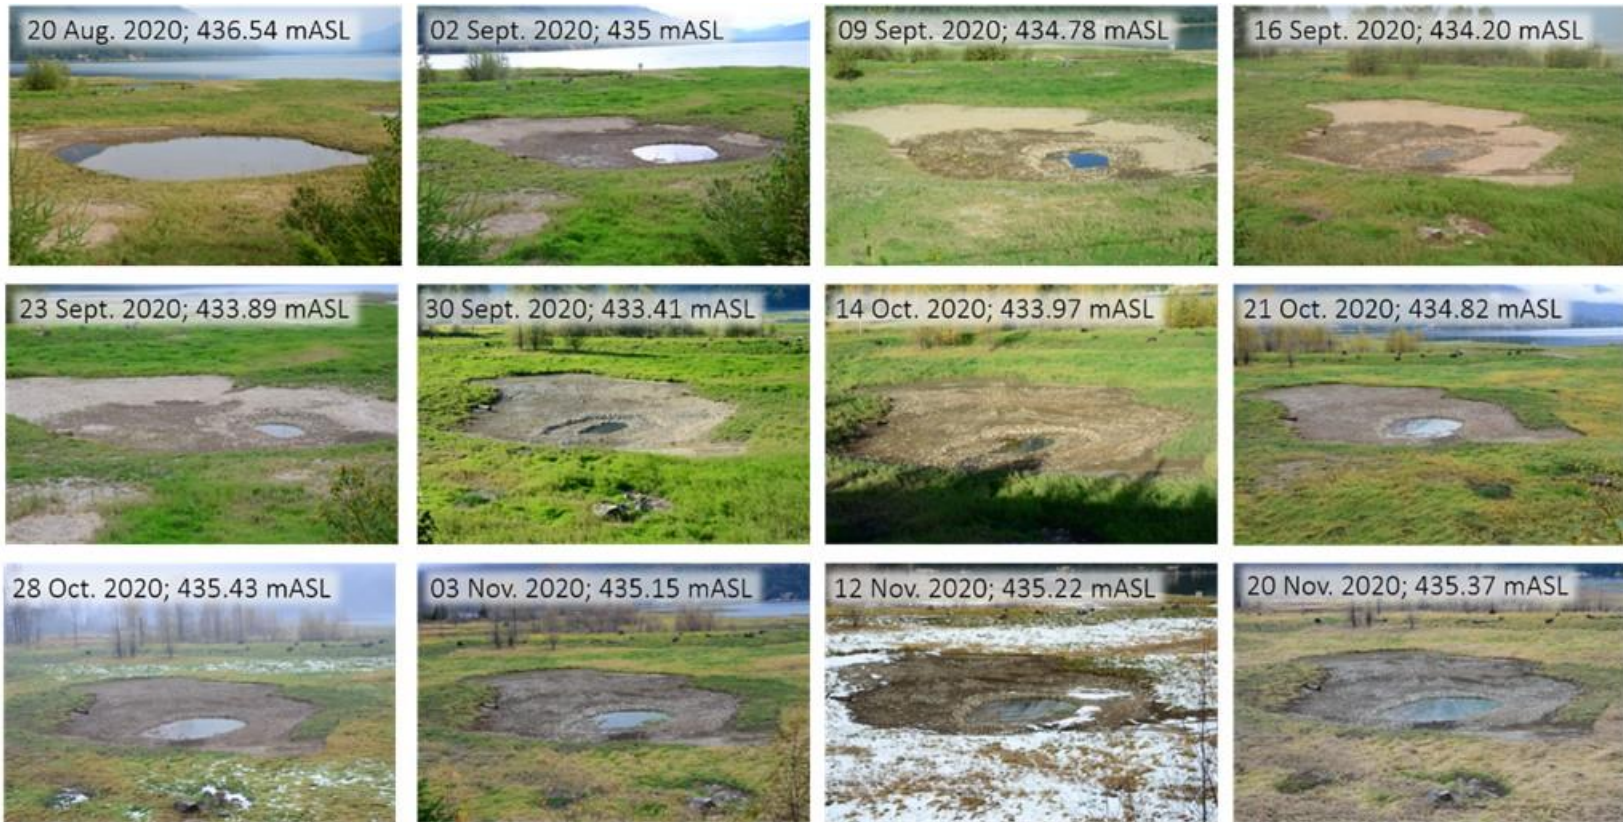 20 Aug. 2020; 436.54 mASL
02 Sept. 2020; 435 mASL
09 Sept. 2020; 434.78 mASL
16 Sept. 2020; 434.20 mASL
23 Sept. 2020; 433.89 mASL
30 Sept. 2020; 433.41 mASL
14 Oct. 2020; 433.97 mASL
21 Oct. 2020; 434.82 mASL
28 Oct. 2020; 435.43 mASL
03 Nov. 2020; 435.15 mASL
12 Nov. 2020; 435.22 mASL
20 Nov. 2020; 435.37 mASL